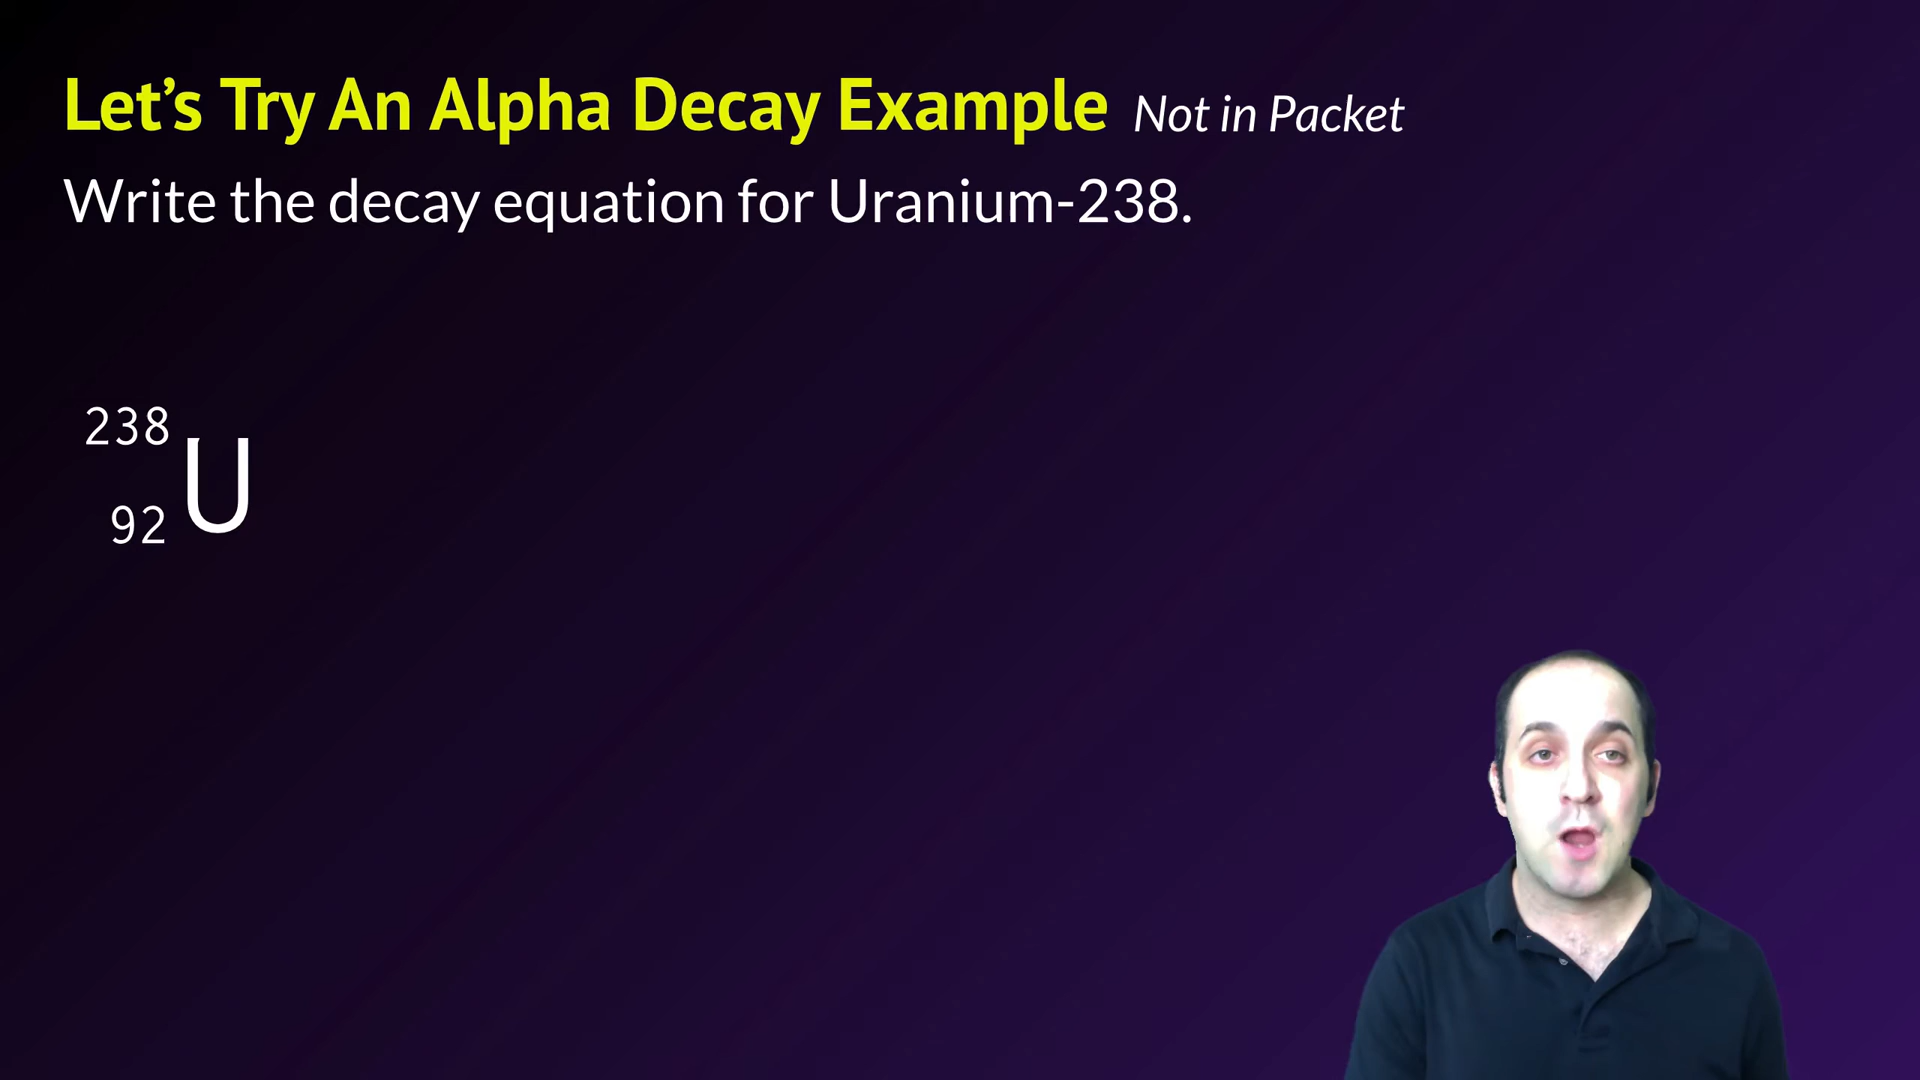 Let’s Try An Alpha Decay Example Not in Packet
Write the decay equation for Uranium-238.
238
U
92